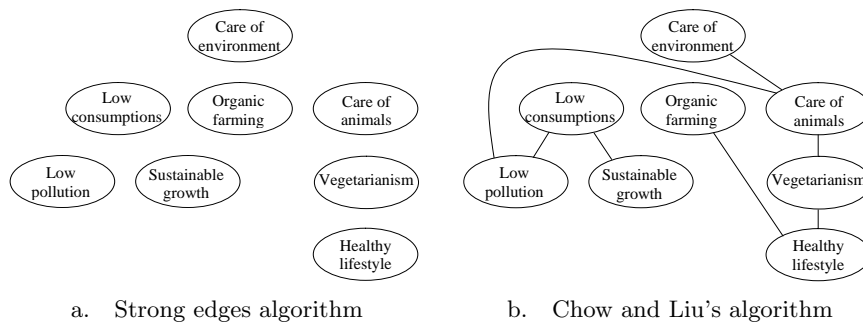 Care of
environment
Low
consumptions
Organic
farming
Care of
animals
Low
pollution
Sustainable
growth
Vegetarianism
Healthy
lifestyle
a. Strong edges algorithm
Care of
environment
Low
consumptions
Organic
farming
Care of
animals
Low
pollution
Sustainable
growth
Vegetarianism
Healthy
lifestyle
b. Chow and Liu's algorithm